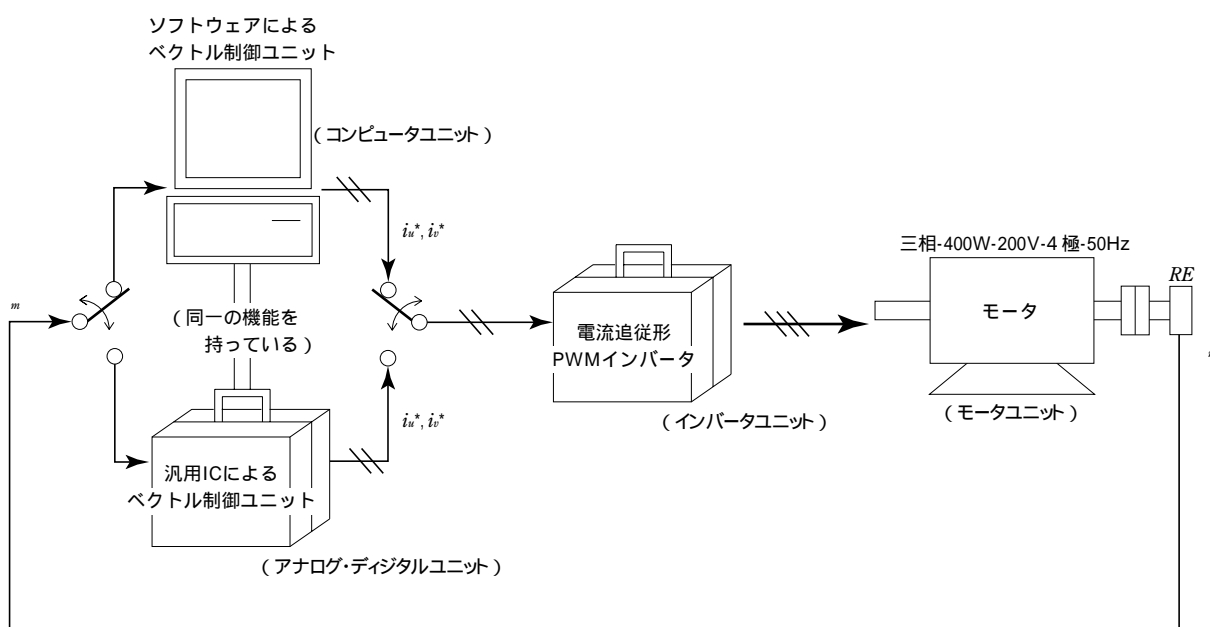 ソフトウェアによる
ベクトル制御ユニット
(コンピュータユニット)
iu*, iv*
三相-400W-200V-4極-50Hz
RE
m
(同一の機能を
持っている)
モータ
電流追従形
PWMインバータ
(モータユニット)
(インバータユニット)
iu*, iv*
汎用ICによる
ベクトル制御ユニット
(アナログ・ディジタルユニット)